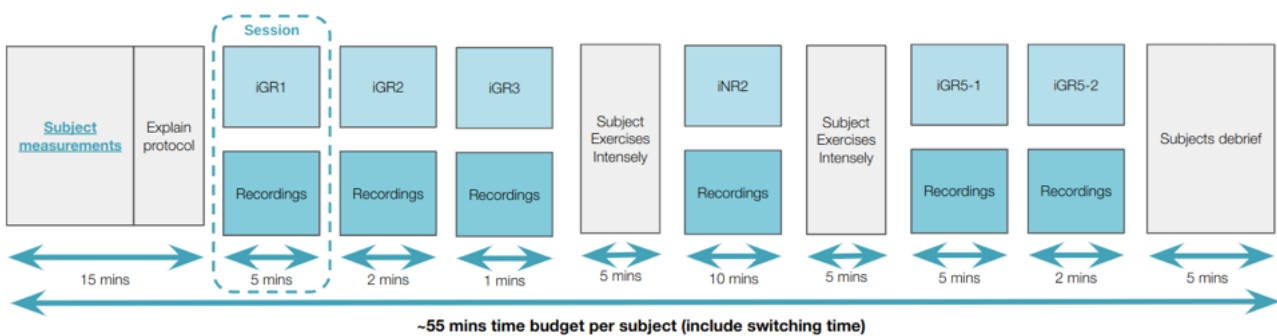 Session
Subject
measurements
Explain
protocol
iGR1
iGR2
iGR3
Subject
Exercises
Intensely
iNR2
Subject
Exercises
Intensely
iGR5-1
iGR5-2
Subjects debrief
Recordings
Recordings
Recordings
Recordings
Recordings
Recordings
15 mins
5 mins
2 mins
1 mins
5 mins
10 mins
5 mins
5 mins
2 mins
5 mins
~55 mins time budget per subject (include switching time)